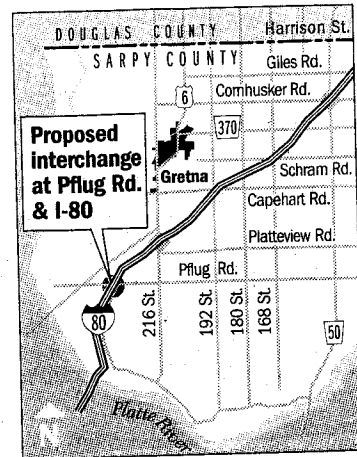 DOUGLAS COUNTY
Harrison St.
SARPY COUNTY
Giles Rd.
6
Cornhusker Rd.
Proposed
interchange
at Pflug Rd.
& I-80
370
Gretna
Schram Rd.
Capehart Rd.
Platteview Rd.
Pflug Rd.
80
216 St.
192 St.
180 St.
168 St.
50
Platte River
N